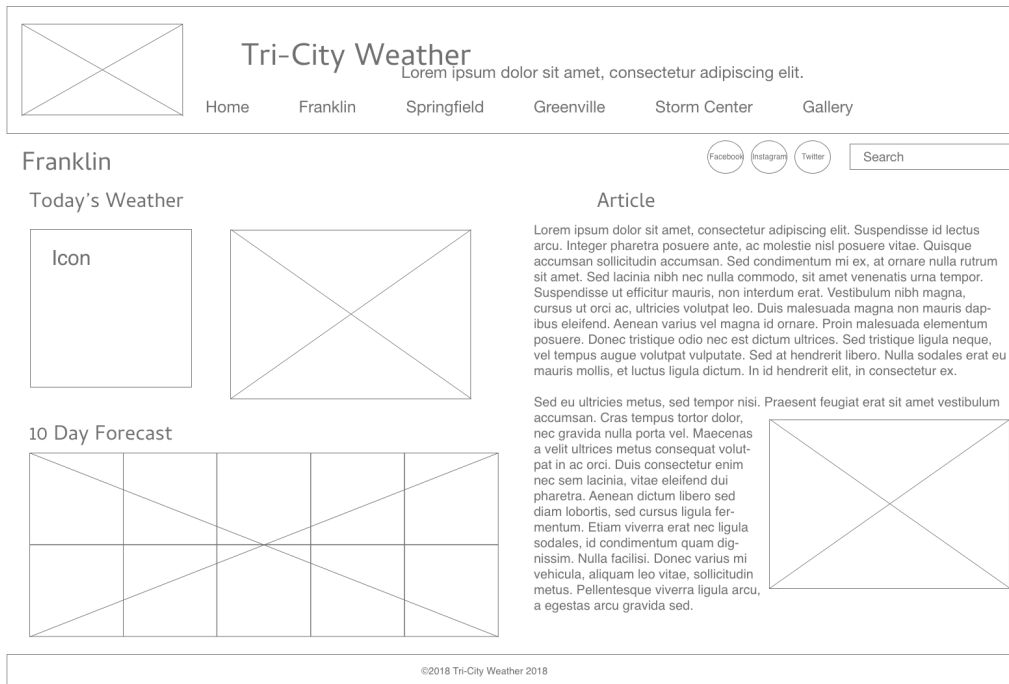 Tri-City Weather
Lorem ipsum dolor sit amet, consectetur adipiscing elit.
Home Franklin Springfield Greenville Storm Center Gallery
Franklin
Facebook Instagram Twitter Search
Today's Weather
Icon
10 Day Forecast
Article
Lorem ipsum dolor sit amet, consectetur adipiscing elit. Suspendisse id lectus
arcu. Integer pharetra posuere ante, ac molestie nisl posuere vitae. Quisque
accumsan sollicitudin accumsan. Sed condimentum mi ex, at ornare nulla rutrum
sit amet. Sed lacinia nibh nec nulla commodo, sit amet venenatis urna tempor.
Suspendisse ut efficitur mauris, non interdum erat. Vestibulum nibh magna,
cursus ut orci ac, ultricies volutpat leo. Duis malesuada magna non mauris dap-
ibus eleifend. Aenean varius vel magna id ornare. Proin malesuada elementum
posuere. Donec tristique odio nec est dictum ultrices. Sed tristique ligula neque,
vel tempus augue volutpat vulputate. Sed at hendrerit libero. Nulla sodales erat eu
mauris mollis, et luctus ligula dictum. In id hendrerit elit, in consectetur ex.
Sed eu ultricies metus, sed tempor nisi. Praesent feugiat erat sit amet vestibulum
accumsan. Cras tempus tortor dolor,
nec gravida nulla porta vel. Maecenas
a velit ultrices metus consequat volut-
pat in ac orci. Duis consectetur enim
nec sem lacinia, vitae eleifend dui
pharetra. Aenean dictum libero sed
diam lobortis, sed cursus ligula fer-
mentum. Etiam viverra erat nec ligula
sodales, id condimentum quam dig-
nissim. Nulla facilisi. Donec varius mi
vehicula, aliquam leo vitae, sollicitudin
metus. Pellentesque viverra ligula arcu,
a egestas arcu gravida sed.
©2018 Tri-City Weather 2018